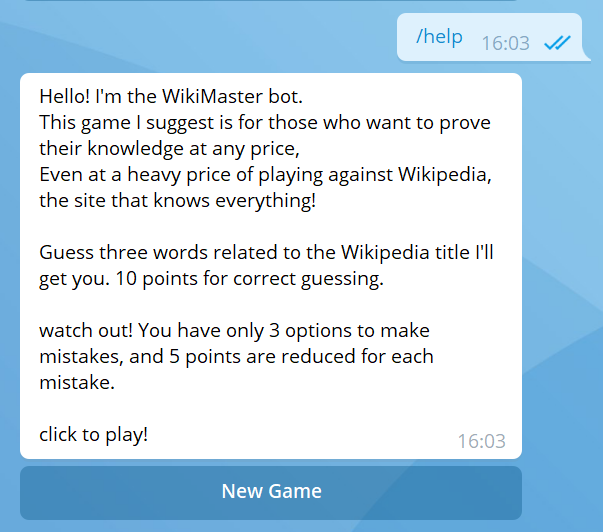 /help 16:03
Hello! I'm the WikiMaster bot.
This game I suggest is for those who want to prove
their knowledge at any price,
Even at a heavy price of playing against Wikipedia,
the site that knows everything!
Guess three words related to the Wikipedia title I'll
get you. 10 points for correct guessing.
watch out! You have only 3 options to make
mistakes, and 5 points are reduced for each
mistake.
click to play!
16:03
New Game